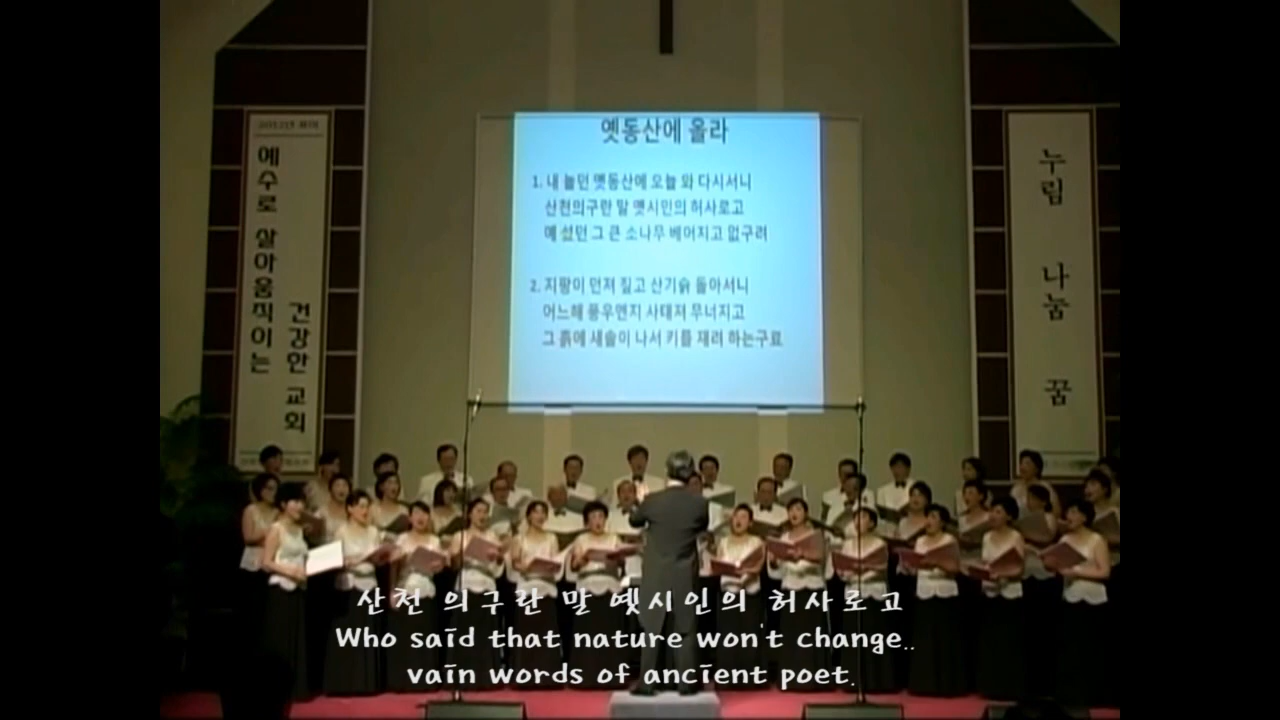 옛동산에 올라
1. 내 놀던 옛동산에 오늘 와 다시서니
산천의구란 말 옛시인의 허사로고
예 섰던 그 큰 소나무 베어지고 없구려
2. 지팡이 던져 짚고 산기슭 돌아서니
어느해 풍우엔지 사태져 무너지고
그 흙에 새솔이 나서 키를 재려 하는구료
예수로 살아움직이는
건강한 교회
누림 나눔 꿈
산천 의구란 말 옛시인의 허사로고
Who said that nature won't change..
vain words of ancient poet.